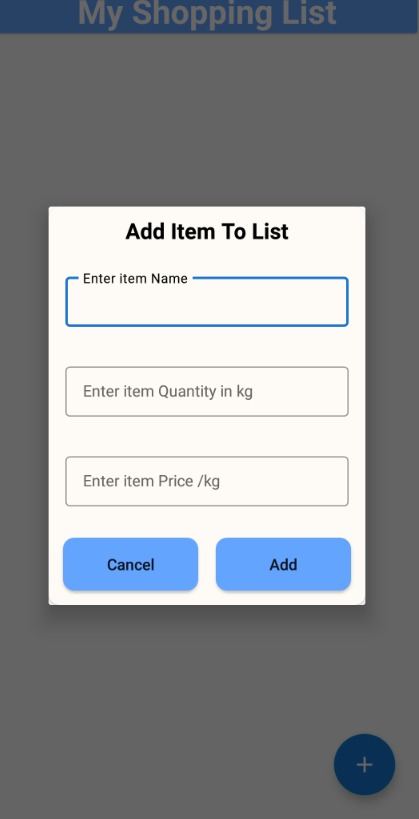 My Shopping List
Add Item To List
Enter item Name
Enter item Quantity in kg
Enter item Price /kg
Cancel
Add
+